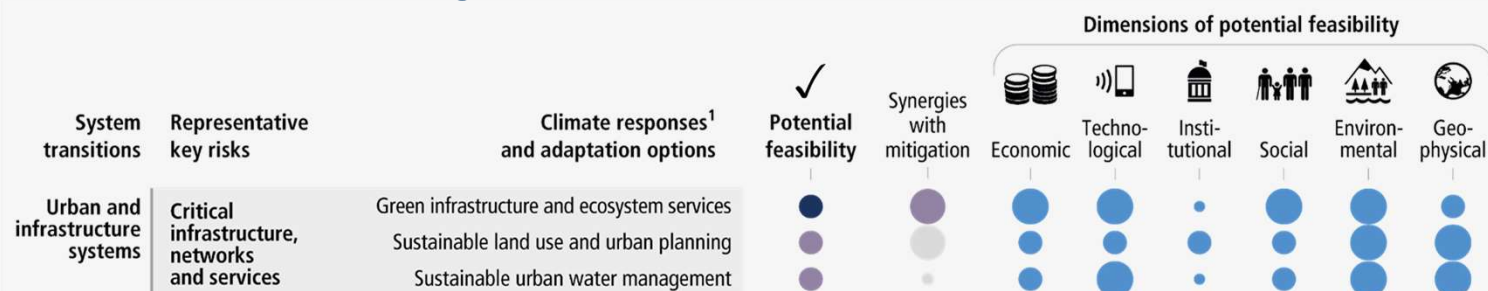 Dimensions of potential feasibility
System transitions
Representative key risks
Climate responses¹ and adaptation options
Potential feasibility
Synergies with mitigation
Economic
Techno-
logical
Insti-
tutional
Social
Environ-
mental
Geo-
physical
Urban and
infrastructure
systems
Critical
infrastructure,
networks
and services
Green infrastructure and ecosystem services
Sustainable land use and urban planning
Sustainable urban water management